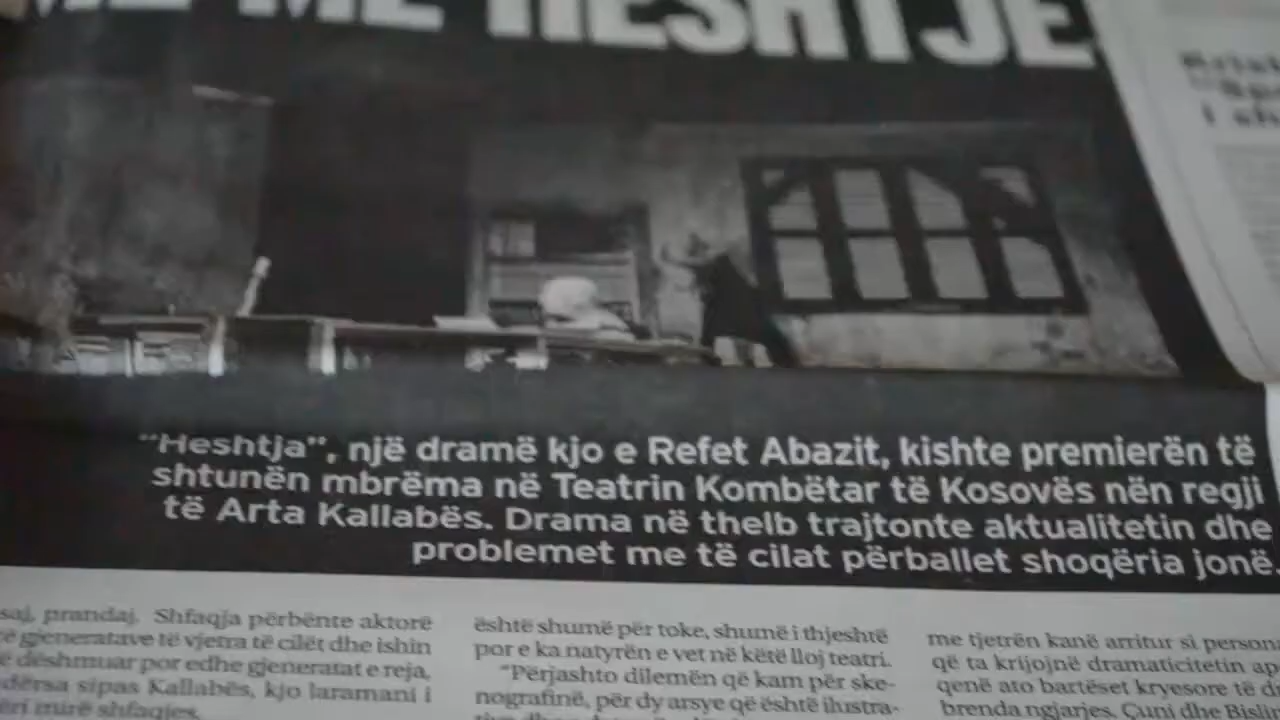 ME HESHTJE
"Heshtja", një dramë kjo e Refet Abazit, kishte premierën të
shtunën mbrëma në Teatrin Kombëtar të Kosovës nën regji
të Arta Kallabës. Drama në thelb trajtonte aktualitetin dhe
problemet me të cilat përballet shoqëria jonë.
saj, prandaj. Shfaqja përbënte aktorë
gjeneratave të vjetra të cilët dhe ishin
dëshmuar por edhe gjeneratat e reja,
sipas Kallabës, kjo laramani i
mirë shfaqjes.
është shumë për toke, shumë i thjeshtë
por e ka natyrën e vet në këtë lloj teatri.
"Përjashto dilemën që kam për ske-
nografinë, për dy arsye që është ilustra-
me tjetrën kanë arritur si
që ta krijojnë dramaticitetin
qenë ato bartëset kryesore të
brenda ngjarjes. Çuni dhe